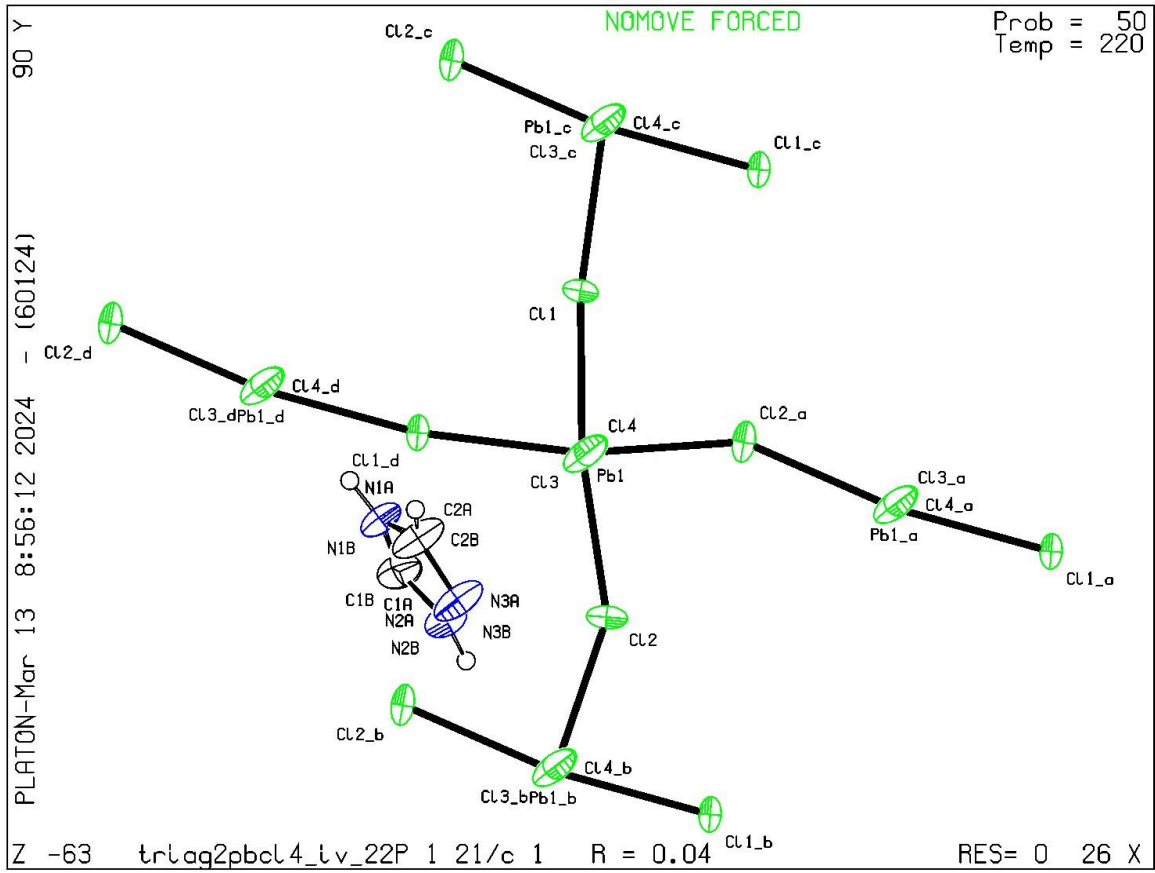 NOMOVE FORCED
Prob = 50
Temp = 220
90 Y
PLATON-Mar 13 8:56:12 2024 - (60124)
Cl2_c
Pb1_c
Cl4_c
Cl3_c
Cl1_c
Cl1
Cl2_d
Cl4_d
Cl3_dPb1_d
Cl2_a
Cl4
Cl3
Pb1
Cl1_d
Cl3_a
N1A
C2A
Cl4_a
N1B
C2B
Pb1_a
Cl1_a
C1B
C1A
N3A
N2A
N3B
N2B
Cl2
Cl2_b
Cl4_b
Cl3_bPb1_b
Cl1_b
Z -63 triag2pbcl4_iv_22P 1 21/c 1 R = 0.04 RES= 0 26 X